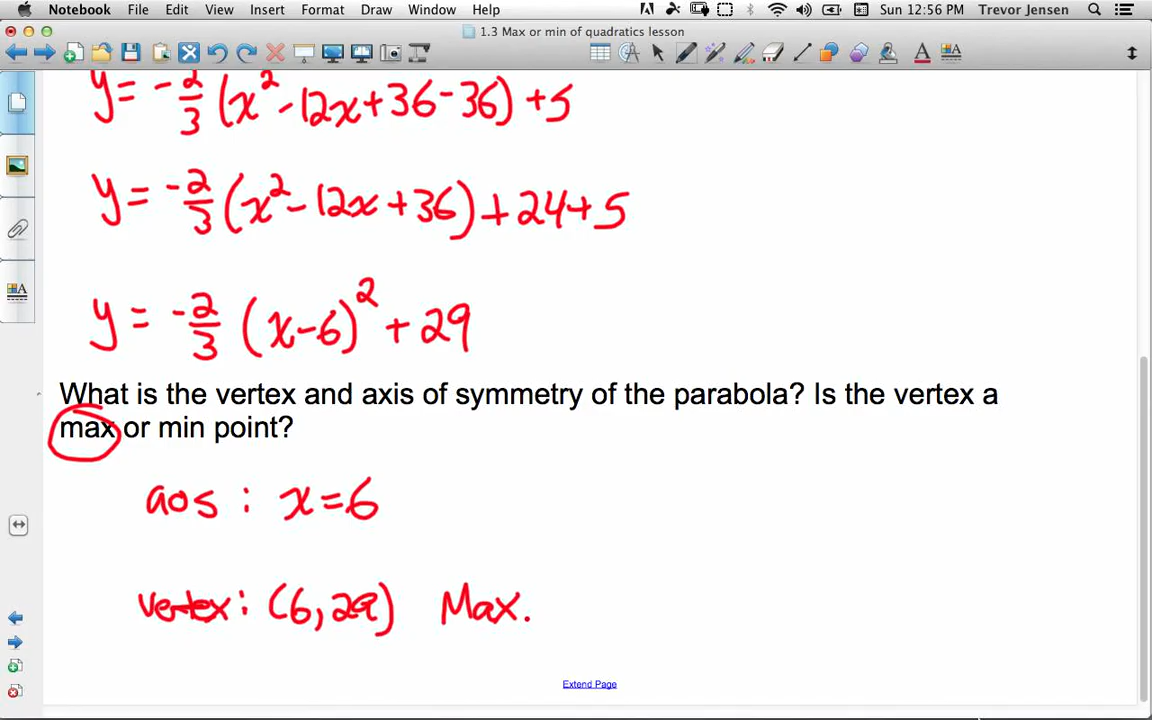 Notebook File Edit View Insert Format Draw Window Help Sun 12:56 PM Trevor Jensen
1.3 Max or min of quadratics lesson
y = -2/3 (x² - 12x + 36 - 36) + 5
y = -2/3 (x² - 12x + 36) + 24 + 5
y = -2/3 (x - 6)² + 29
What is the vertex and axis of symmetry of the parabola? Is the vertex a
max or min point?
aos : x = 6
vertex : (6, 29) Max.
Extend Page